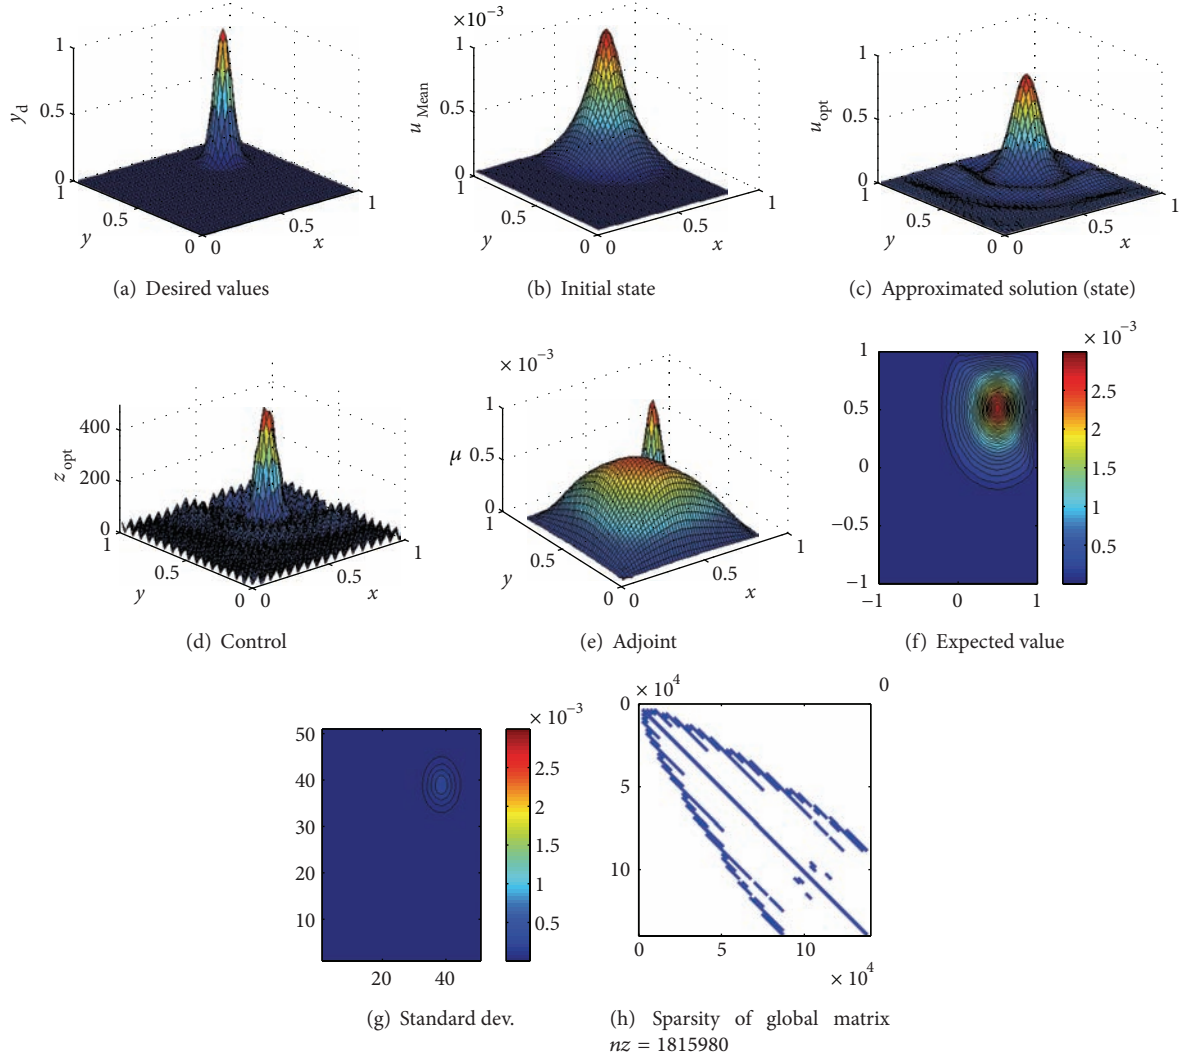 1
0.5
0
y_d
1
0.5
0
y
0
0.5
1
x
(a) Desired values
×10⁻³
1
0.5
0
u_Mean
1
0.5
0
y
0
0.5
1
x
(b) Initial state
1
0.5
0
u_opt
1
0.5
0
y
0
0.5
1
x
(c) Approximated solution (state)
400
200
0
z_opt
1
0.5
0
y
0
0.5
1
x
(d) Control
× 10⁻³
1
0.5
0
μ
1
0.5
0
y
0
0.5
1
x
(e) Adjoint
1
0.5
0
−0.5
−1
−1 0 1
× 10⁻³
2.5
2
1.5
1
0.5
(f) Expected value
50
40
30
20
10
20 40
× 10⁻³
2.5
2
1.5
1
0.5
(g) Standard dev.
× 10⁴
0
0
5
10
0 5 10
× 10⁴
(h) Sparsity of global matrix
nz = 1815980